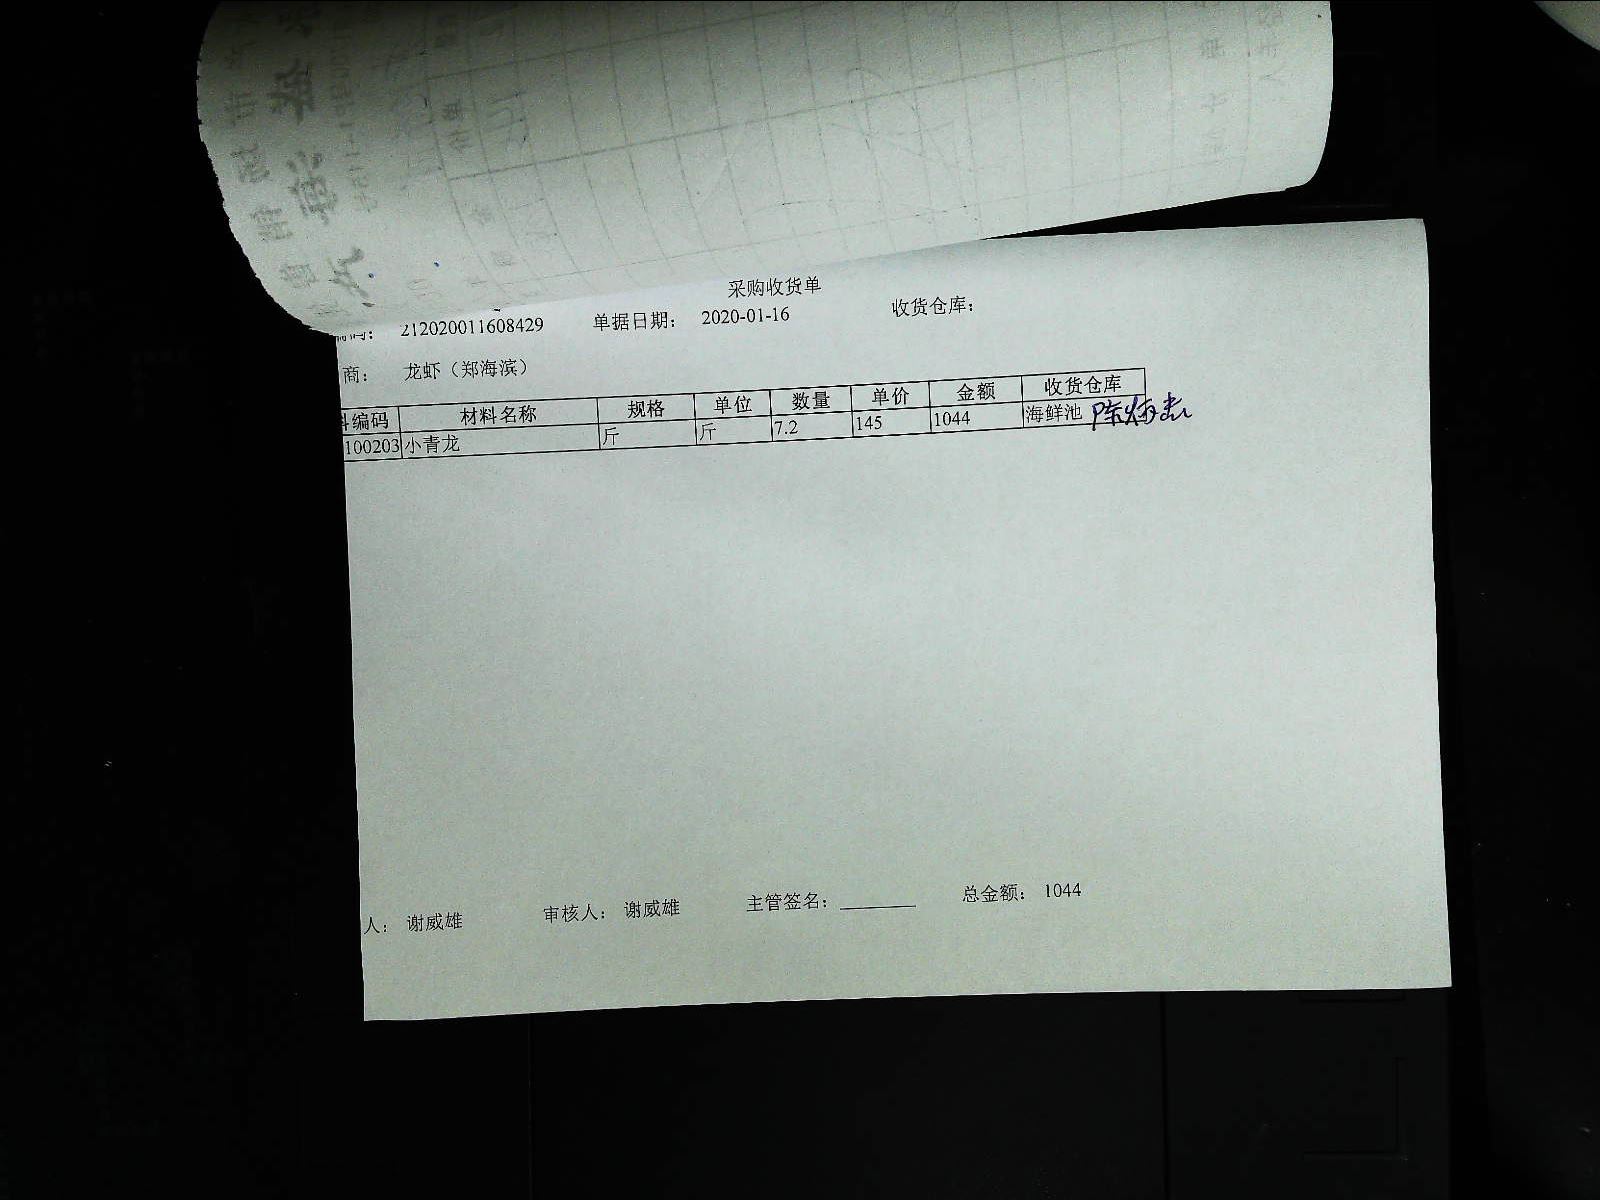 采购收货单
编码： 212020011608429 单据日期： 2020-01-16 收货仓库：
商： 龙虾（郑海滨）
料编码 材料名称 规格 单位 数量 单价 金额 收货仓库
100203 小青龙 斤 斤 7.2 145 1044 海鲜池
人： 谢威雄 审核人： 谢威雄 主管签名： 总金额： 1044